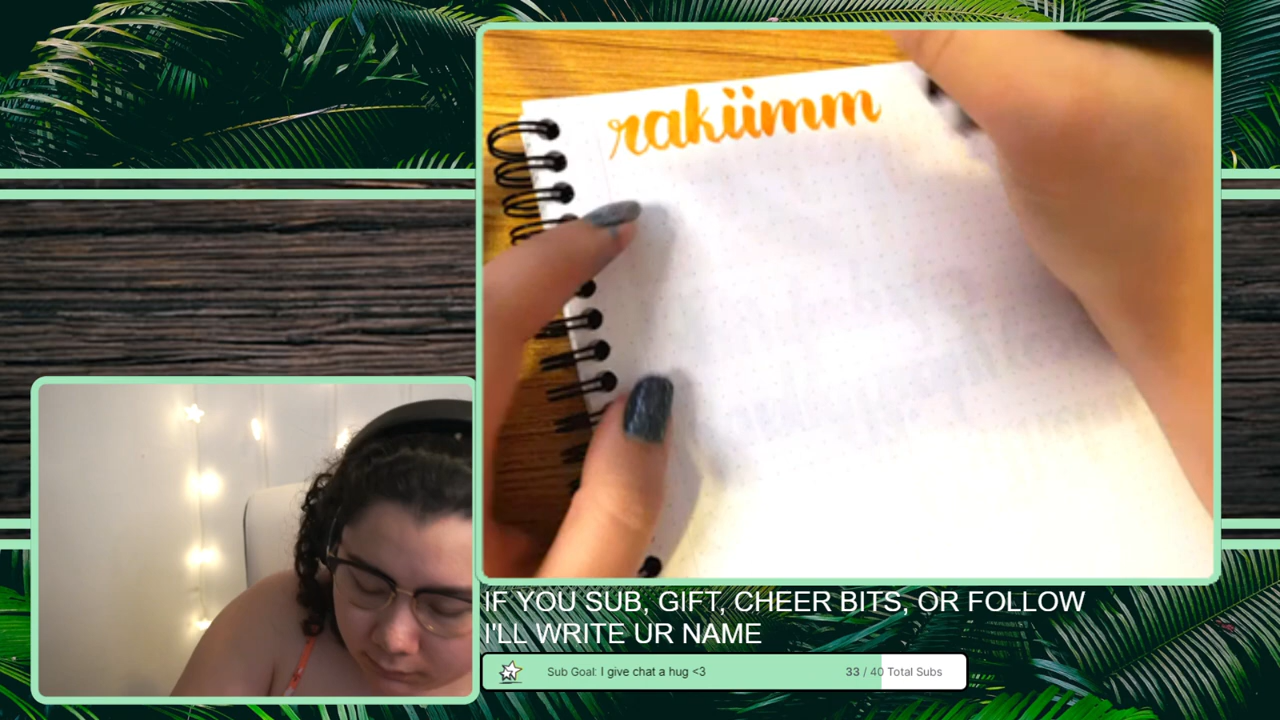 rakiimm
IF YOU SUB, GIFT, CHEER BITS, OR FOLLOW
I'LL WRITE UR NAME
Sub Goal: I give chat a hug <3 33 / 40 Total Subs